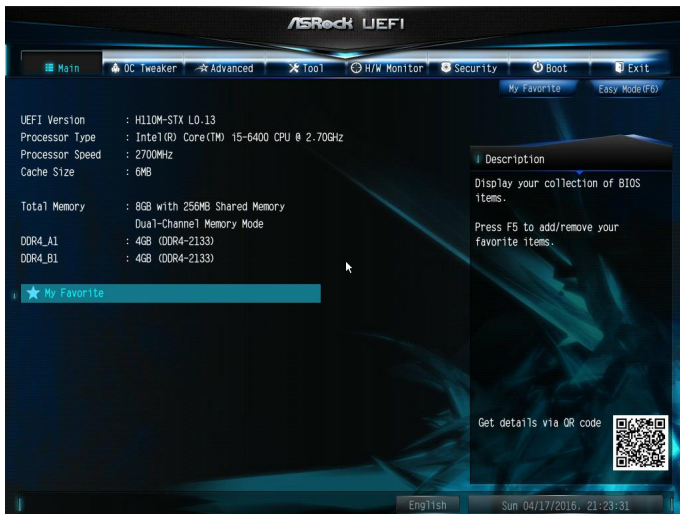 ASRock UEFI
Main OC Tweaker Advanced Tool H/W Monitor Security Boot Exit
My Favorite Easy Mode(F6)
UEFI Version : H110M-STX L0.13
Processor Type : Intel(R) Core(TM) i5-6400 CPU @ 2.70GHz
Processor Speed : 2700MHz
Cache Size : 6MB
Total Memory : 8GB with 256MB Shared Memory
Dual-Channel Memory Mode
DDR4_A1 : 4GB (DDR4-2133)
DDR4_B1 : 4GB (DDR4-2133)
My Favorite
Description
Display your collection of BIOS
items.
Press F5 to add/remove your
favorite items.
Get details via QR code
English Sun 04/17/2016. 21:23:31